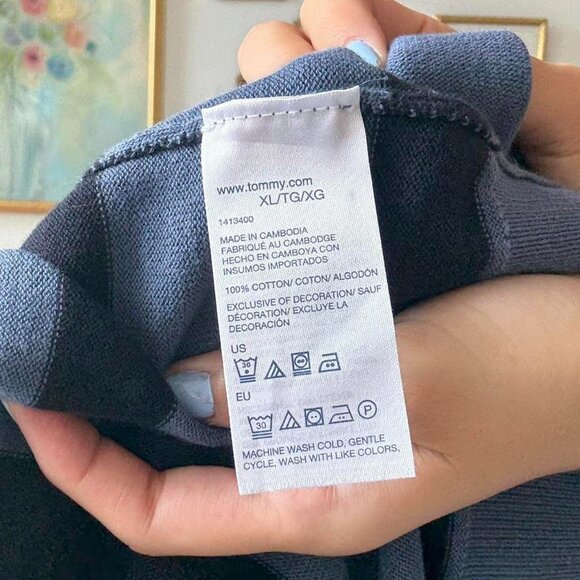 www.tommy.com
XL/TG/XG
1413400
MADE IN CAMBODIA
FABRIQUÉ AU CAMBODGE
HECHO EN CAMBOYA CON
INSUMOS IMPORTADOS
100% COTTON/ COTON/ ALGODÓN
EXCLUSIVE OF DECORATION/ SAUF
DÉCORATION/ EXCLUYE LA
DECORACIÓN
US
30
EU
30 P
MACHINE WASH COLD, GENTLE
CYCLE, WASH WITH LIKE COLORS,